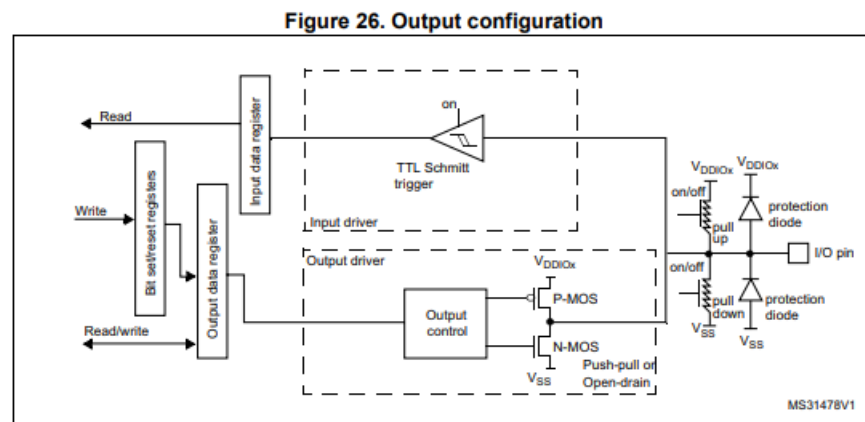 Figure 26. Output configuration
Read
Input data register
on
TTL Schmitt
trigger
Input driver
Write
Bit set/reset registers
Output data register
Read/write
Output driver
Output
control
VDDIOx
P-MOS
N-MOS
VSS
Push-pull or
Open-drain
VDDIOx
on/off
pull
up
VDDIOx
protection
diode
I/O pin
on/off
pull
down
VSS
protection
diode
VSS
MS31478V1